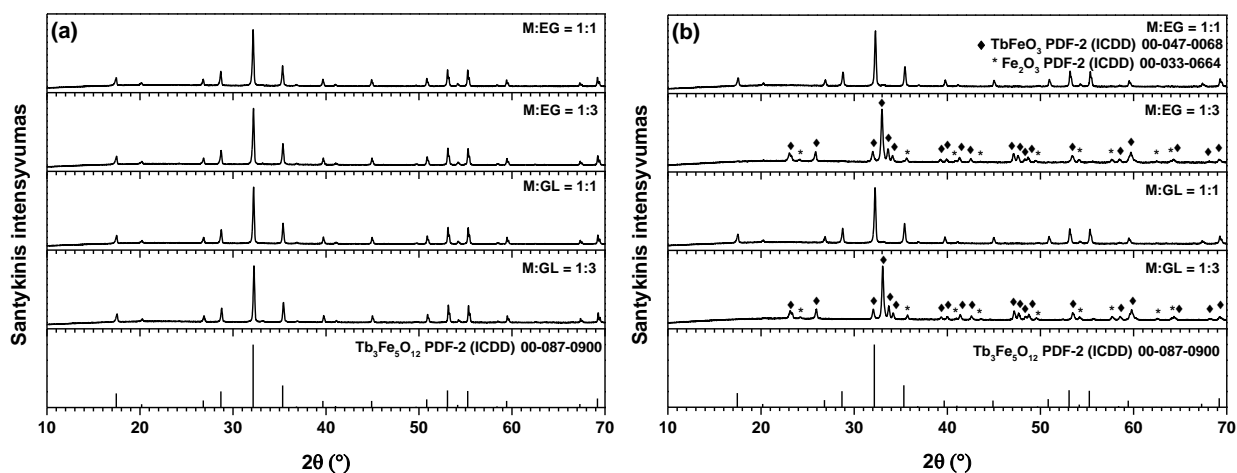 (a)
M:EG = 1:1
M:EG = 1:3
M:GL = 1:1
M:GL = 1:3
Tb₃Fe₅O₁₂ PDF-2 (ICDD) 00-087-0900
Santykinis intensyvumas
10 20 30 40 50 60 70
2θ (°)
(b)
M:EG = 1:1
♦ TbFeO₃ PDF-2 (ICDD) 00-047-0068
* Fe₂O₃ PDF-2 (ICDD) 00-033-0664
M:EG = 1:3
M:GL = 1:1
M:GL = 1:3
Tb₃Fe₅O₁₂ PDF-2 (ICDD) 00-087-0900
Santykinis intensyvumas
10 20 30 40 50 60 70
2θ (°)